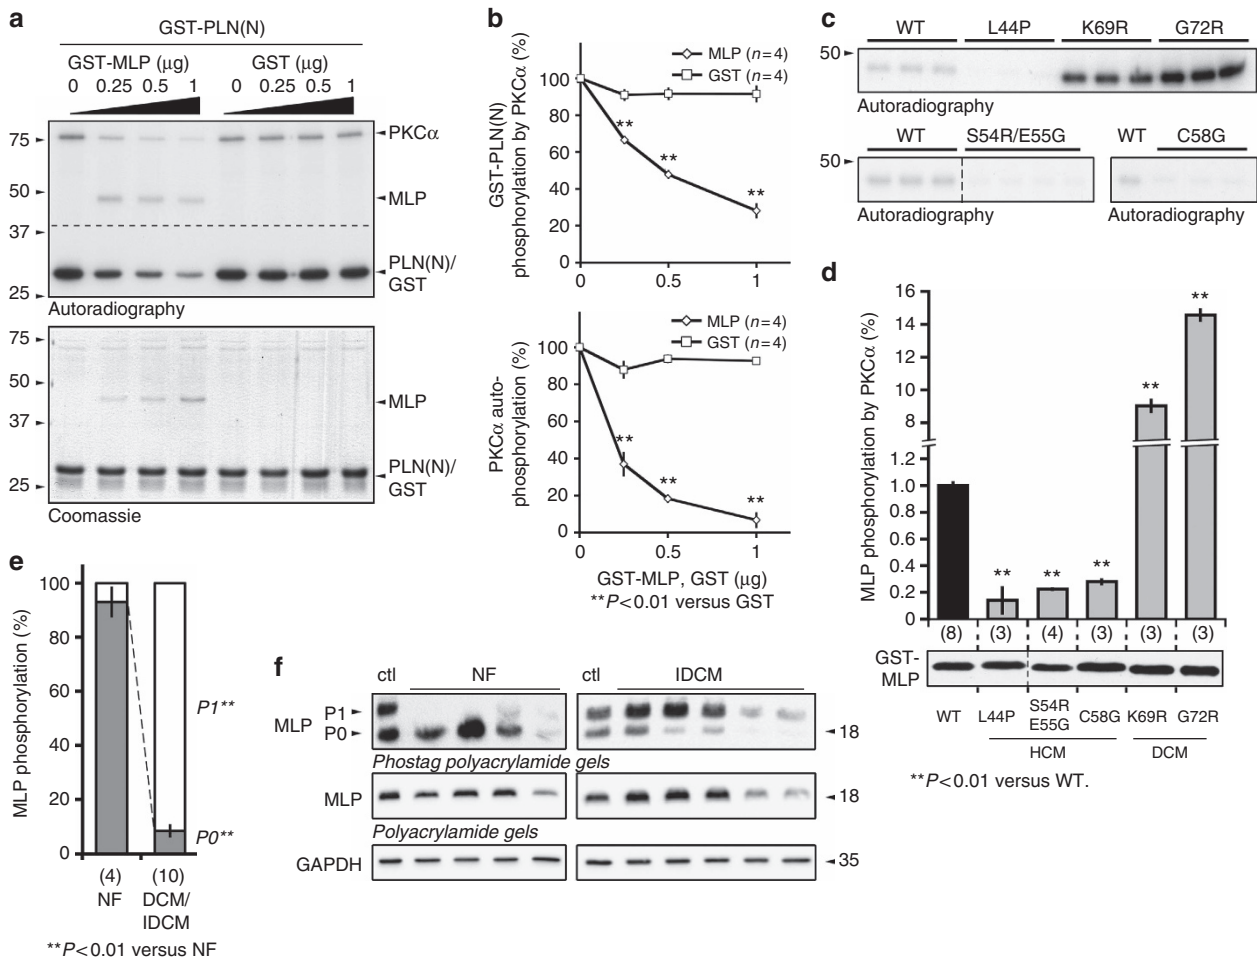 a
GST-PLN(N)
GST-MLP (μg) GST (μg)
0 0.25 0.5 1 0 0.25 0.5 1
75
50
37
25
PKCα
MLP
PLN(N)/
GST
Autoradiography
75
50
37
25
MLP
PLN(N)/
GST
Coomassie
b
GST-PLN(N)
phosphorylation by PKCα (%)
100
80
60
40
20
0
MLP (n=4)
GST (n=4)
**
**
**
0 0.5 1
PKCα auto-
phosphorylation (%)
100
80
60
40
20
0
MLP (n=4)
GST (n=4)
**
**
**
0 0.5 1
GST-MLP, GST (μg)
**P<0.01 versus GST
c
WT L44P K69R G72R
50
Autoradiography
WT S54R/E55G WT C58G
50
Autoradiography Autoradiography
d
MLP phosphorylation by PKCα (%)
16
14
12
10
8
1.2
1.0
0.8
0.6
0.4
0.2
0
** ** ** ** **
(8) (3) (4) (3) (3) (3)
GST-
MLP
WT L44P S54R E55G C58G K69R G72R
HCM DCM
**P<0.01 versus WT.
e
MLP phosphorylation (%)
100
80
60
40
20
0
P1**
P0**
(4) (10)
NF DCM/
IDCM
**P<0.01 versus NF
f
ctl NF ctl IDCM
MLP P1
P0
18
Phostag polyacrylamide gels
MLP 18
Polyacrylamide gels
GAPDH 35